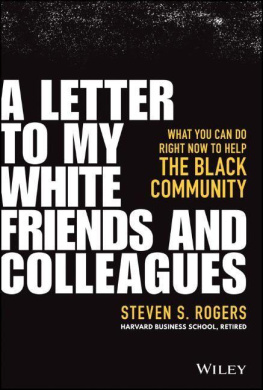 A LETTER
TO MY
WHITE
FRIENDS AND
COLLEAGUES
WHAT YOU CAN DO
RIGHT NOW TO HELP
THE BLACK
COMMUNITY
STEVEN S. ROGERS
HARVARD BUSINESS SCHOOL, RETIRED
WILEY